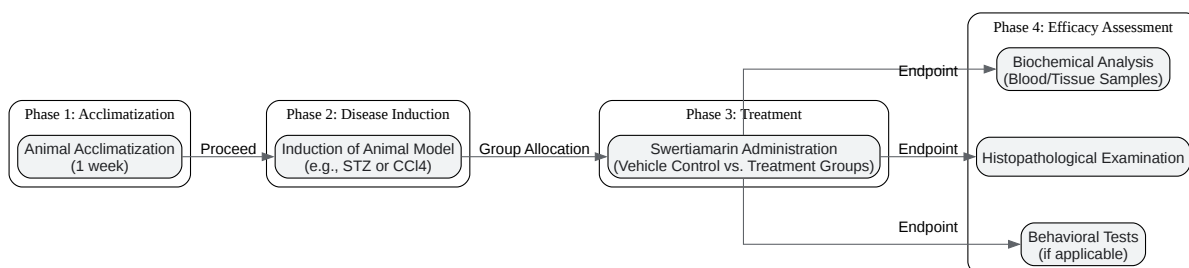 Phase 1: Acclimatization
Animal Acclimatization
(1 week)
Proceed
Phase 2: Disease Induction
Induction of Animal Model
(e.g., STZ or CCl4)
Group Allocation
Phase 3: Treatment
Swertiamarin Administration
(Vehicle Control vs. Treatment Groups)
Endpoint
Endpoint
Endpoint
Phase 4: Efficacy Assessment
Biochemical Analysis
(Blood/Tissue Samples)
Histopathological Examination
Behavioral Tests
(if applicable)